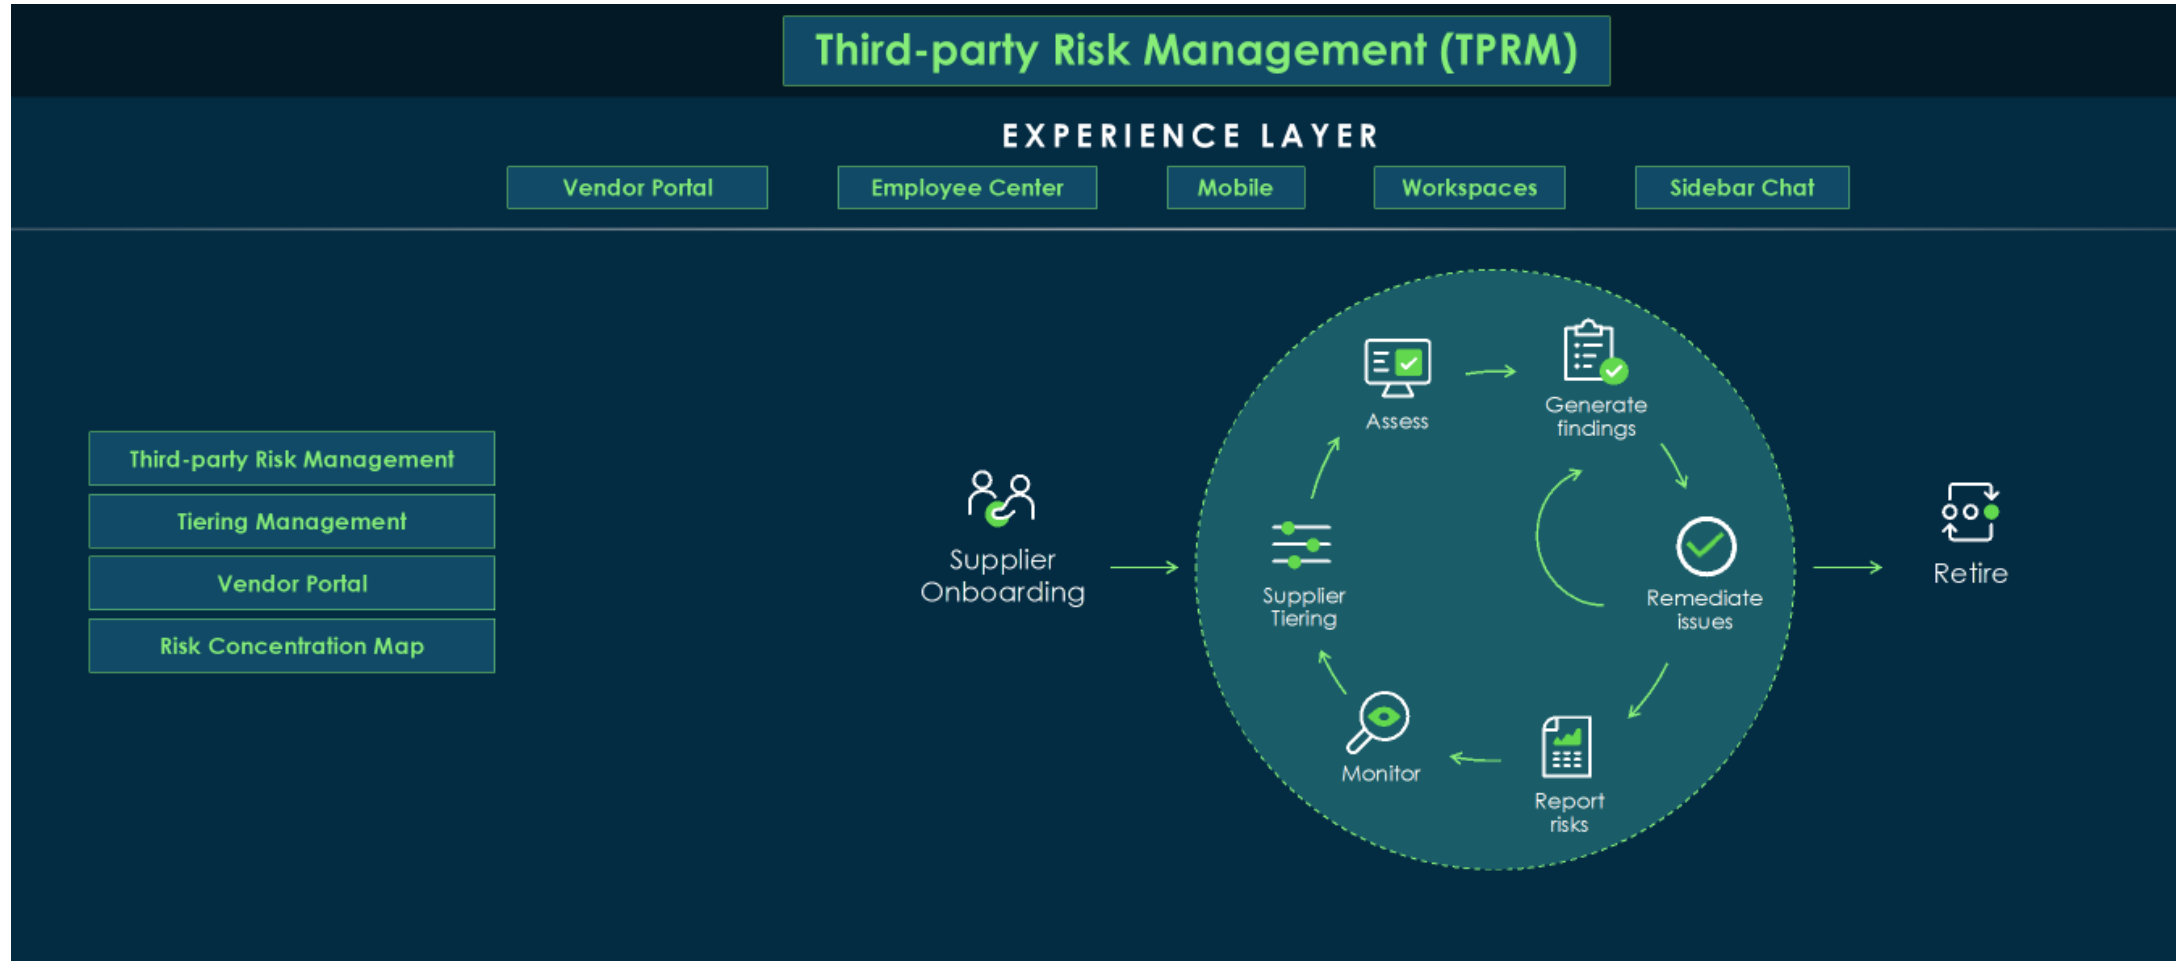 Third-party Risk Management (TPRM)
EXPERIENCE LAYER
Vendor Portal
Employee Center
Mobile
Workspaces
Sidebar Chat
Third-party Risk Management
Tiering Management
Vendor Portal
Risk Concentration Map
Supplier
Onboarding
Assess
Generate
findings
Supplier
Tiering
Remediate
issues
Monitor
Report
risks
Retire